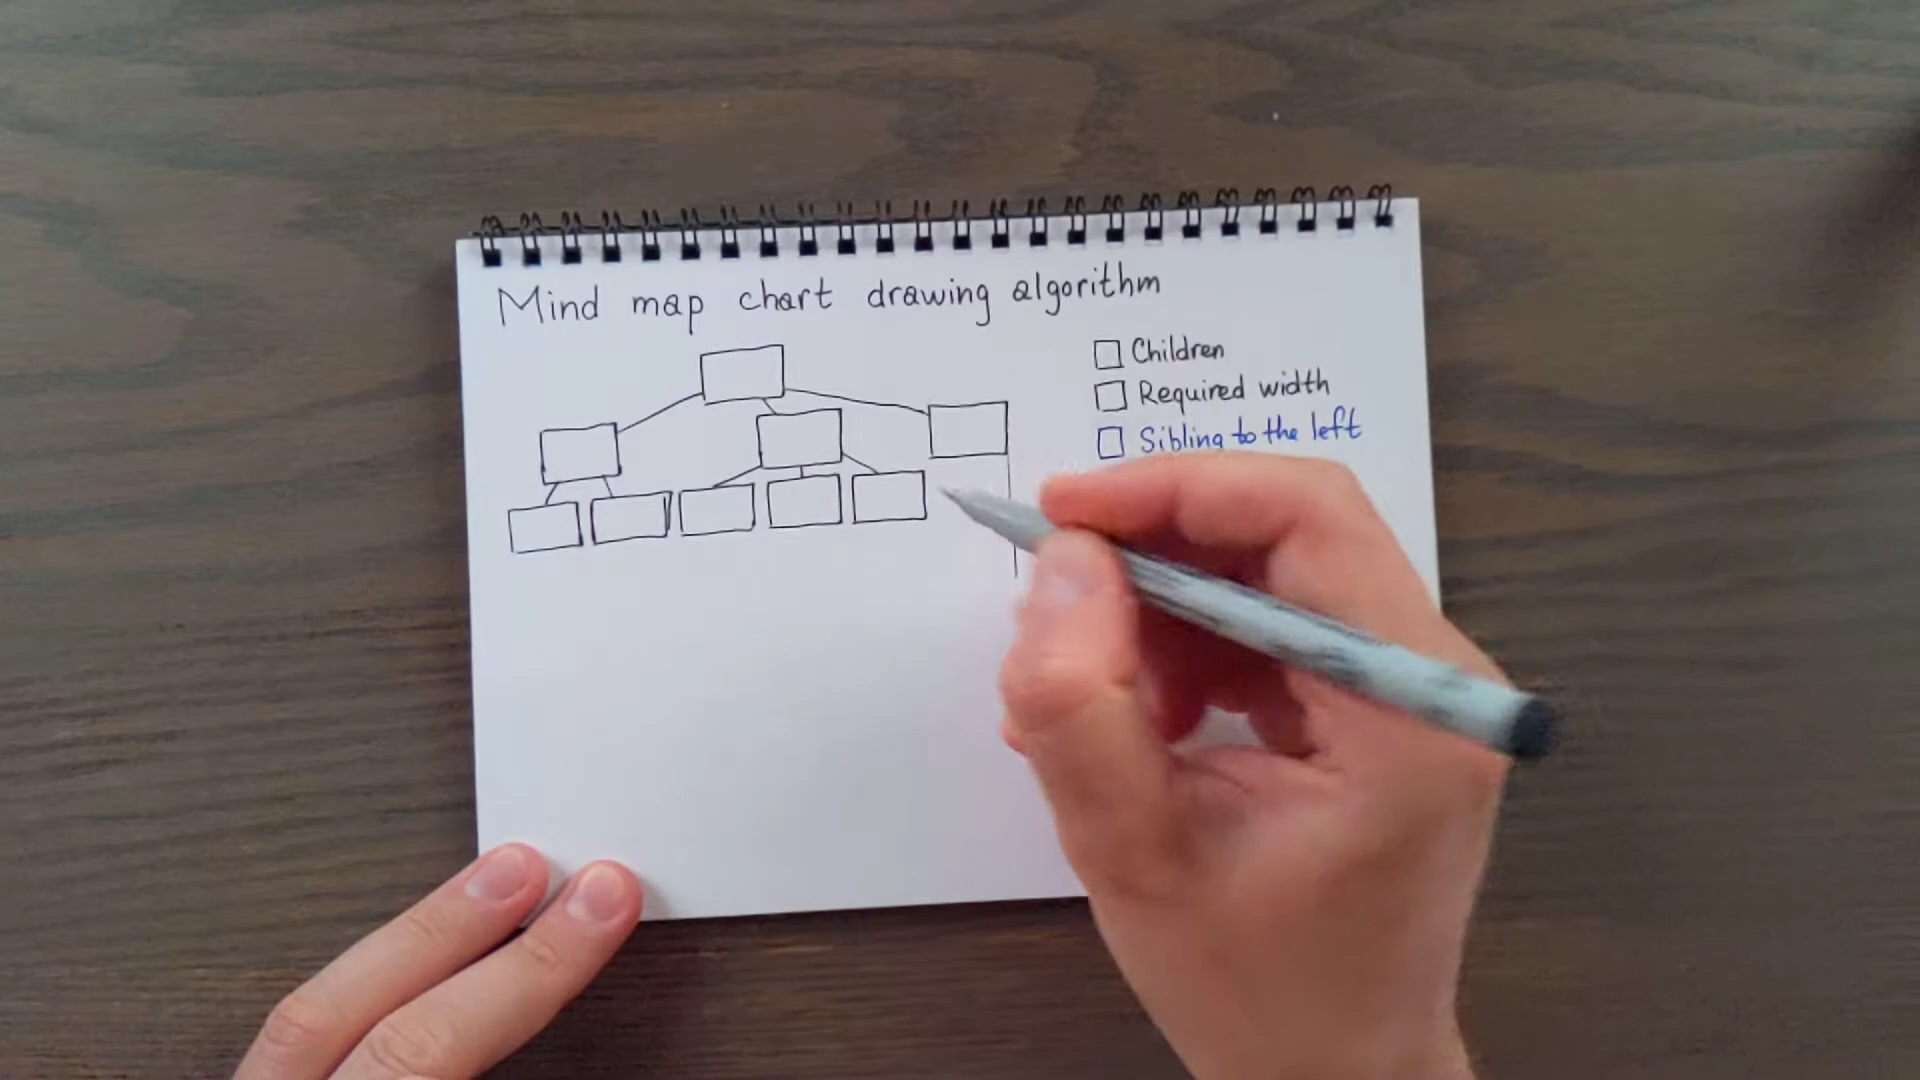 Mind map chart drawing algorithm
Children
Required width
Sibling to the left